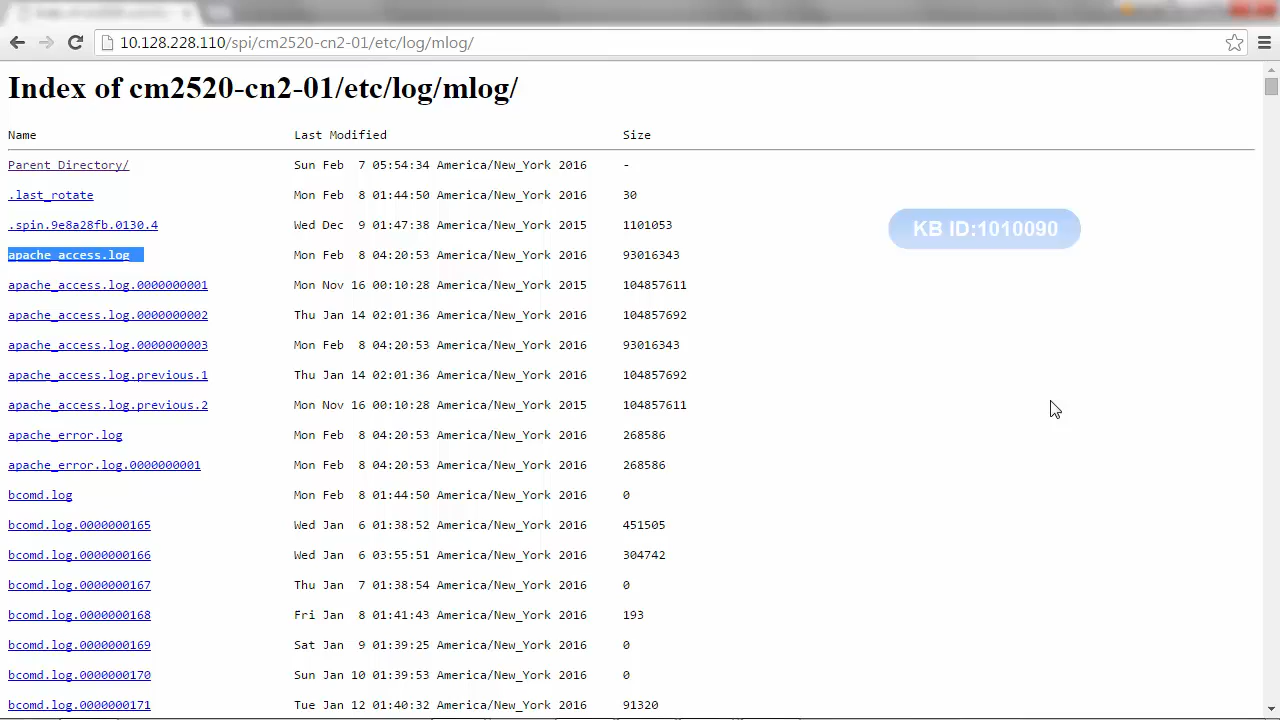 10.128.228.110/spi/cm2520-cn2-01/etc/log/mlog/
Index of cm2520-cn2-01/etc/log/mlog/
Name Last Modified Size
Parent Directory/ Sun Feb 7 05:54:34 America/New_York 2016 -
.last_rotate Mon Feb 8 01:44:50 America/New_York 2016 30
.spin.9e8a28fb.0130.4 Wed Dec 9 01:47:38 America/New_York 2015 1101053
KB ID:1010090
apache_access.log Mon Feb 8 04:20:53 America/New_York 2016 93016343
apache_access.log.0000000001 Mon Nov 16 00:10:28 America/New_York 2015 104857611
apache_access.log.0000000002 Thu Jan 14 02:01:36 America/New_York 2016 104857692
apache_access.log.0000000003 Mon Feb 8 04:20:53 America/New_York 2016 93016343
apache_access.log.previous.1 Thu Jan 14 02:01:36 America/New_York 2016 104857692
apache_access.log.previous.2 Mon Nov 16 00:10:28 America/New_York 2015 104857611
apache_error.log Mon Feb 8 04:20:53 America/New_York 2016 268586
apache_error.log.0000000001 Mon Feb 8 04:20:53 America/New_York 2016 268586
bcomd.log Mon Feb 8 01:44:50 America/New_York 2016 0
bcomd.log.0000000165 Wed Jan 6 01:38:52 America/New_York 2016 451505
bcomd.log.0000000166 Wed Jan 6 03:55:51 America/New_York 2016 304742
bcomd.log.0000000167 Thu Jan 7 01:38:54 America/New_York 2016 0
bcomd.log.0000000168 Fri Jan 8 01:41:43 America/New_York 2016 193
bcomd.log.0000000169 Sat Jan 9 01:39:25 America/New_York 2016 0
bcomd.log.0000000170 Sun Jan 10 01:39:53 America/New_York 2016 0
bcomd.log.0000000171 Tue Jan 12 01:40:32 America/New_York 2016 91320